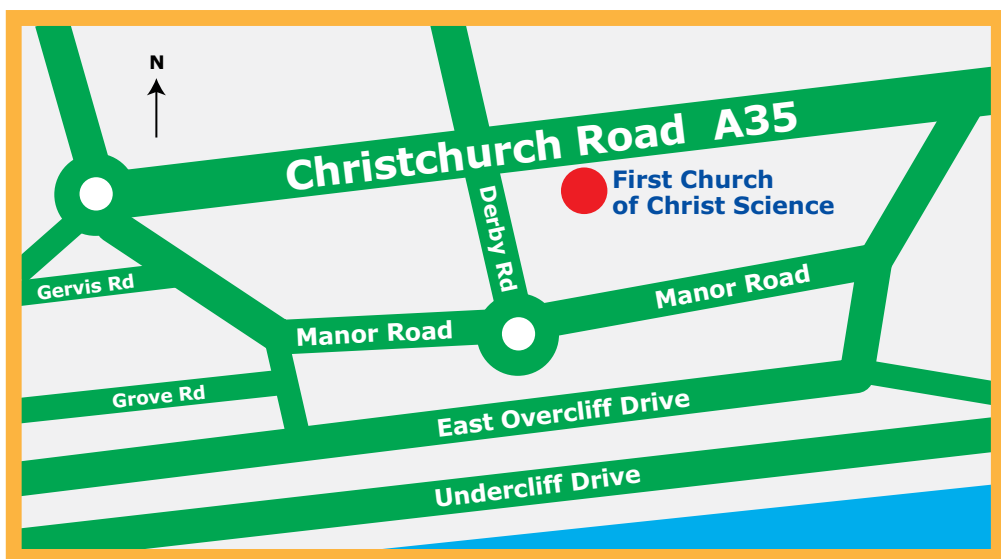 N
Christchurch Road A35
First Church
of Christ Science
Derby Rd
Gervis Rd
Manor Road
Manor Road
Grove Rd
East Overcliff Drive
Undercliff Drive